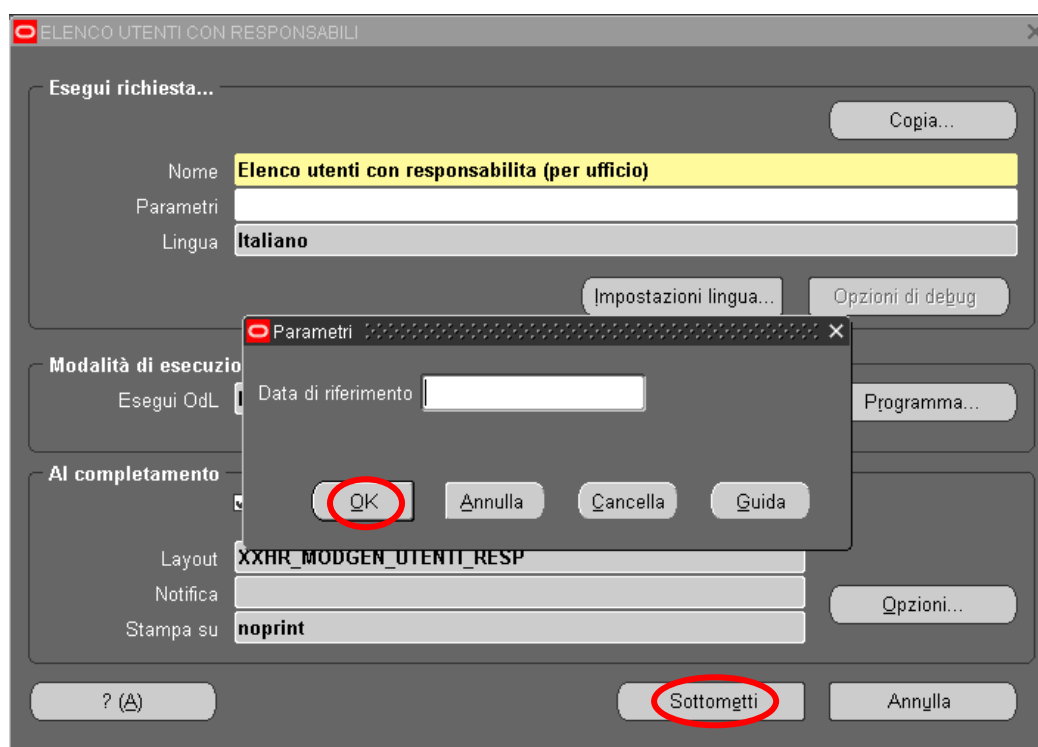 ELENCO UTENTI CON RESPONSABILI
Esegui richiesta...
Copia...
Nome Elenco utenti con responsabilita (per ufficio)
Parametri
Lingua Italiano
Impostazioni lingua... Opzioni di debug
Parametri
Modalità di esecuzio
Data di riferimento
Esegui OdL
Programma...
Al completamento
OK Annulla Cancella Guida
Layout XXHR_MODGEN_UTENTI_RESP
Notifica
Opzioni...
Stampa su noprint
? (A) Sottometti Annulla